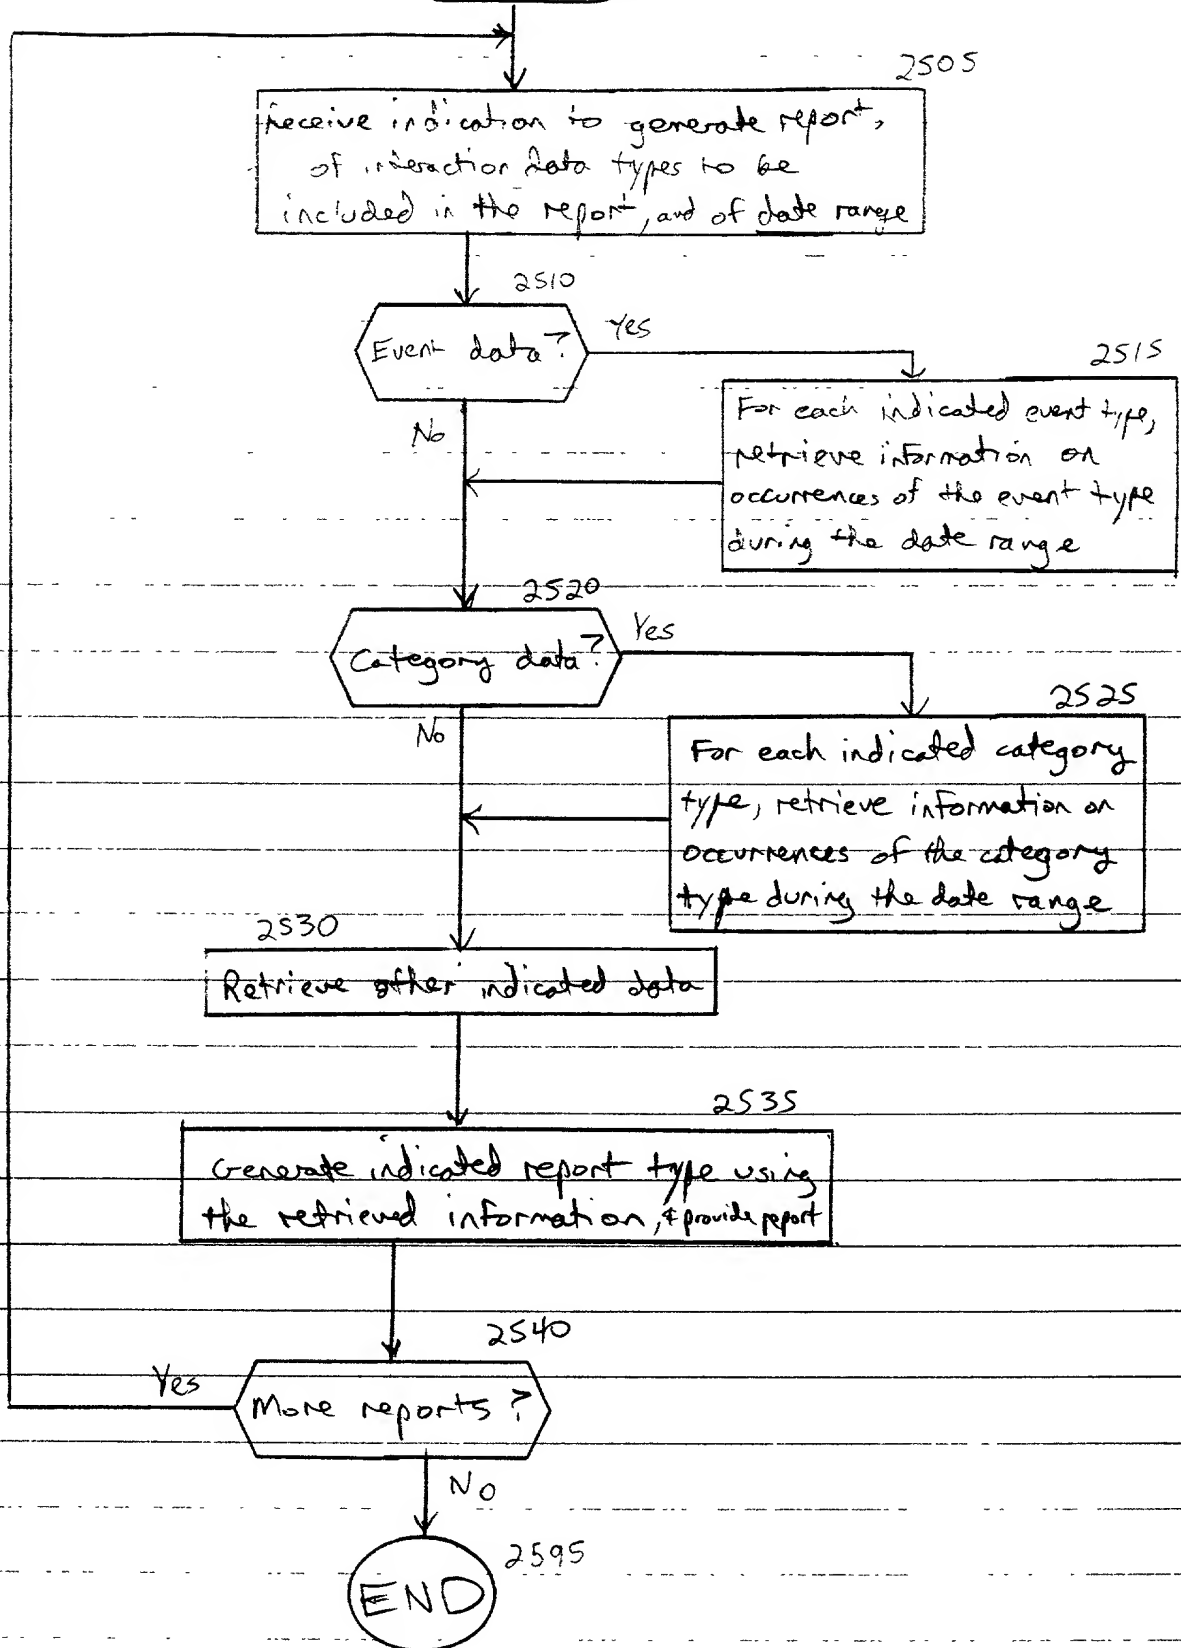 2505
Receive indication to generate report,
of interaction data types to be
included in the report, and of date range
2510
Event data?
Yes
2515
For each indicated event type,
retrieve information on
occurrences of the event type
during the date range
No
2520
Category data?
Yes
2525
For each indicated category
type, retrieve information on
occurrences of the category
type during the date range
No
2530
Retrieve other indicated data
2535
Generate indicated report type using
the retrieved information, & provide report
2540
More reports?
Yes
No
2595
END